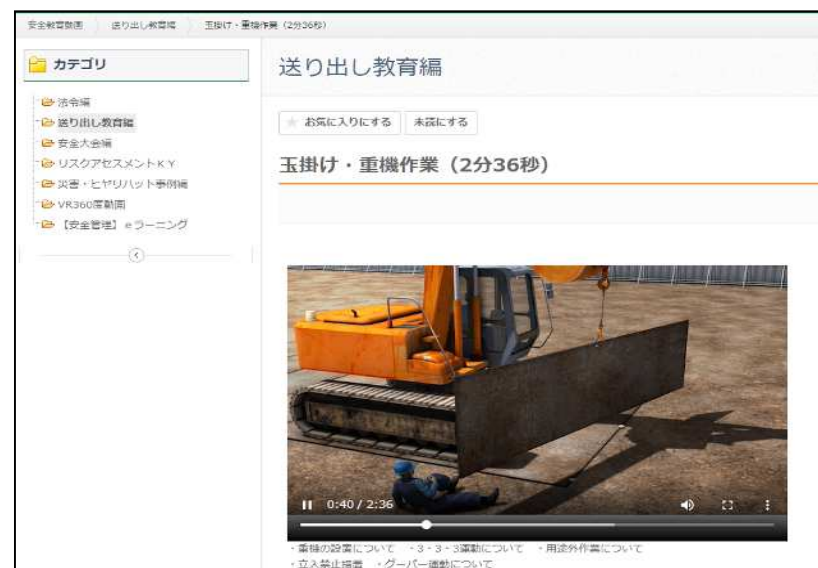 安全教育動画 送り出し教育編 玉掛け・重機作業（2分36秒）
カテゴリ
法令編
送り出し教育編
安全大会編
リスクアセスメントKY
災害・ヒヤリハット事例編
VR360度動画
【安全管理】eラーニング
送り出し教育編
お気に入りにする 未読にする
玉掛け・重機作業（2分36秒）
0:40 / 2:36
・重機の設置について ・3・3・3運動について ・用途外作業について
・立入禁止措置 ・グーパー運動について